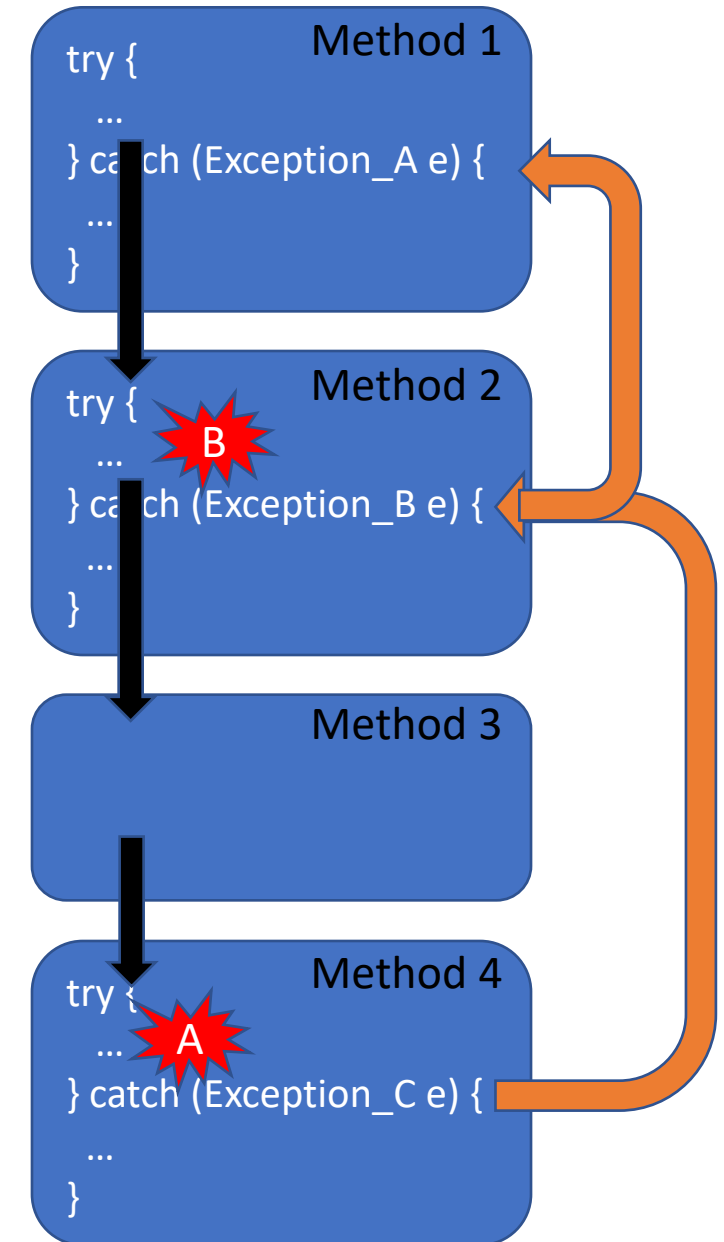 Method 1
try {
...
} catch (Exception_A e) {
...
}
Method 2
try {
B
...
} catch (Exception_B e) {
...
}
Method 3
Method 4
try {
A
...
} catch (Exception_C e) {
...
}